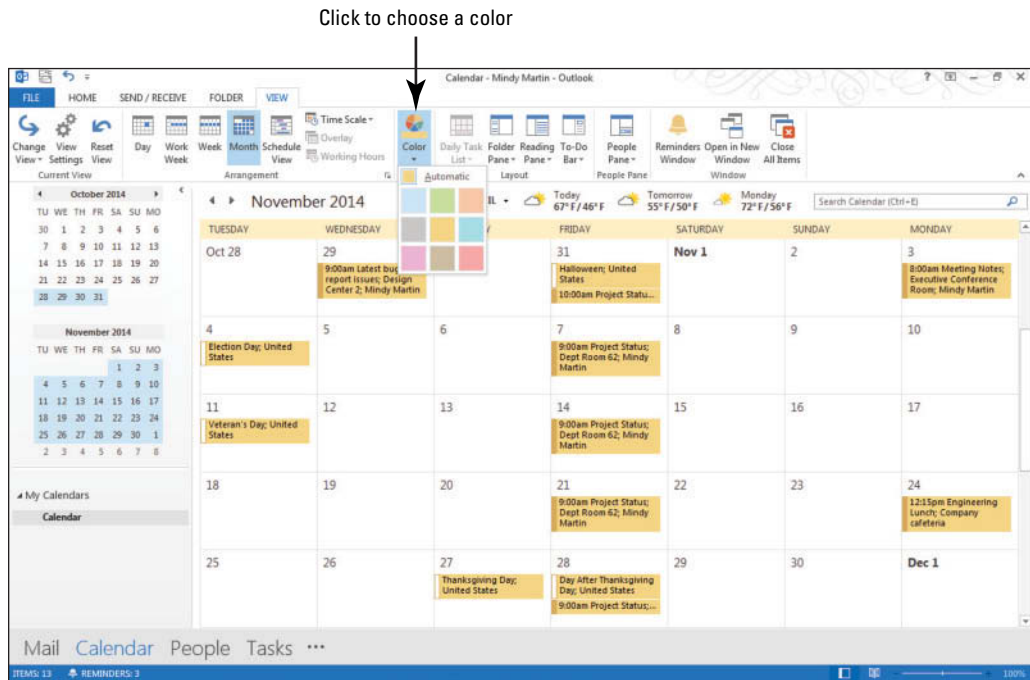 Click to choose a color
Calendar - Mindy Martin - Outlook
FILE HOME SEND / RECEIVE FOLDER VIEW
Change View
View Settings
Reset View
Current View
Day
Work Week
Week
Month
Schedule View
Arrangement
Time Scale
Overlay
Working Hours
Color
Daily Task List
Folder Pane
Reading Pane
To-Do Bar
Layout
People Pane
People Pane
Reminders Window
Open in New Window
Close All Items
Window
Automatic
October 2014
TU WE TH FR SA SU MO
30 1 2 3 4 5 6
7 8 9 10 11 12 13
14 15 16 17 18 19 20
21 22 23 24 25 26 27
28 29 30 31
November 2014
TU WE TH FR SA SU MO
1 2 3
4 5 6 7 8 9 10
11 12 13 14 15 16 17
18 19 20 21 22 23 24
25 26 27 28 29 30 1
2 3 4 5 6 7 8
My Calendars
Calendar
November 2014
IL
Today
67° F / 46° F
Tomorrow
55° F / 50° F
Monday
72° F / 56° F
Search Calendar (Ctrl+E)
TUESDAY WEDNESDAY Y FRIDAY SATURDAY SUNDAY MONDAY
Oct 28 29 31 Nov 1 2 3
9:00am Latest bug
report issues; Design
Center 2; Mindy Martin
Halloween; United
States
10:00am Project Statu...
8:00am Meeting Notes;
Executive Conference
Room; Mindy Martin
4 5 6 7 8 9 10
Election Day; United
States
9:00am Project Status;
Dept Room 62; Mindy
Martin
11 12 13 14 15 16 17
Veteran's Day; United
States
9:00am Project Status;
Dept Room 62; Mindy
Martin
18 19 20 21 22 23 24
9:00am Project Status;
Dept Room 62; Mindy
Martin
12:15pm Engineering
Lunch; Company
cafeteria
25 26 27 28 29 30 Dec 1
Thanksgiving Day;
United States
Day After Thanksgiving
Day; United States
9:00am Project Status;...
Mail Calendar People Tasks •••
ITEMS: 13 REMINDERS: 3 100%